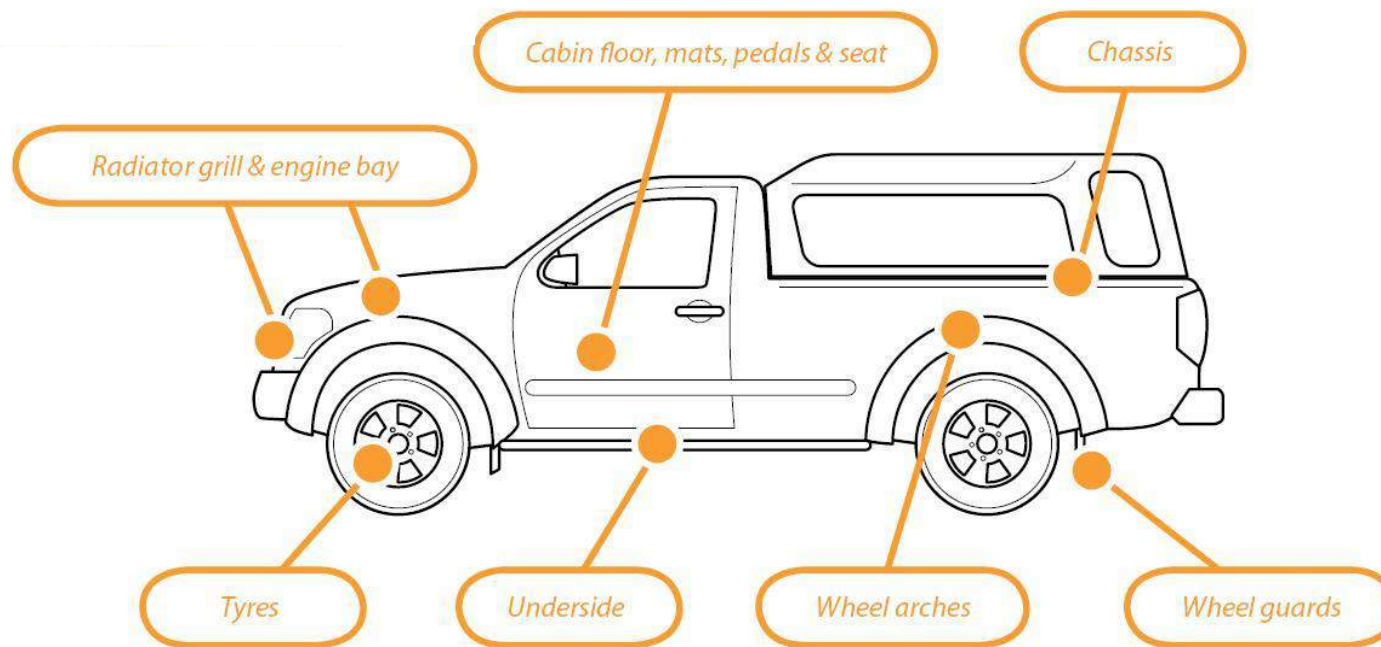 Cabin floor, mats, pedals & seat
Chassis
Radiator grill & engine bay
Tyres
Underside
Wheel arches
Wheel guards